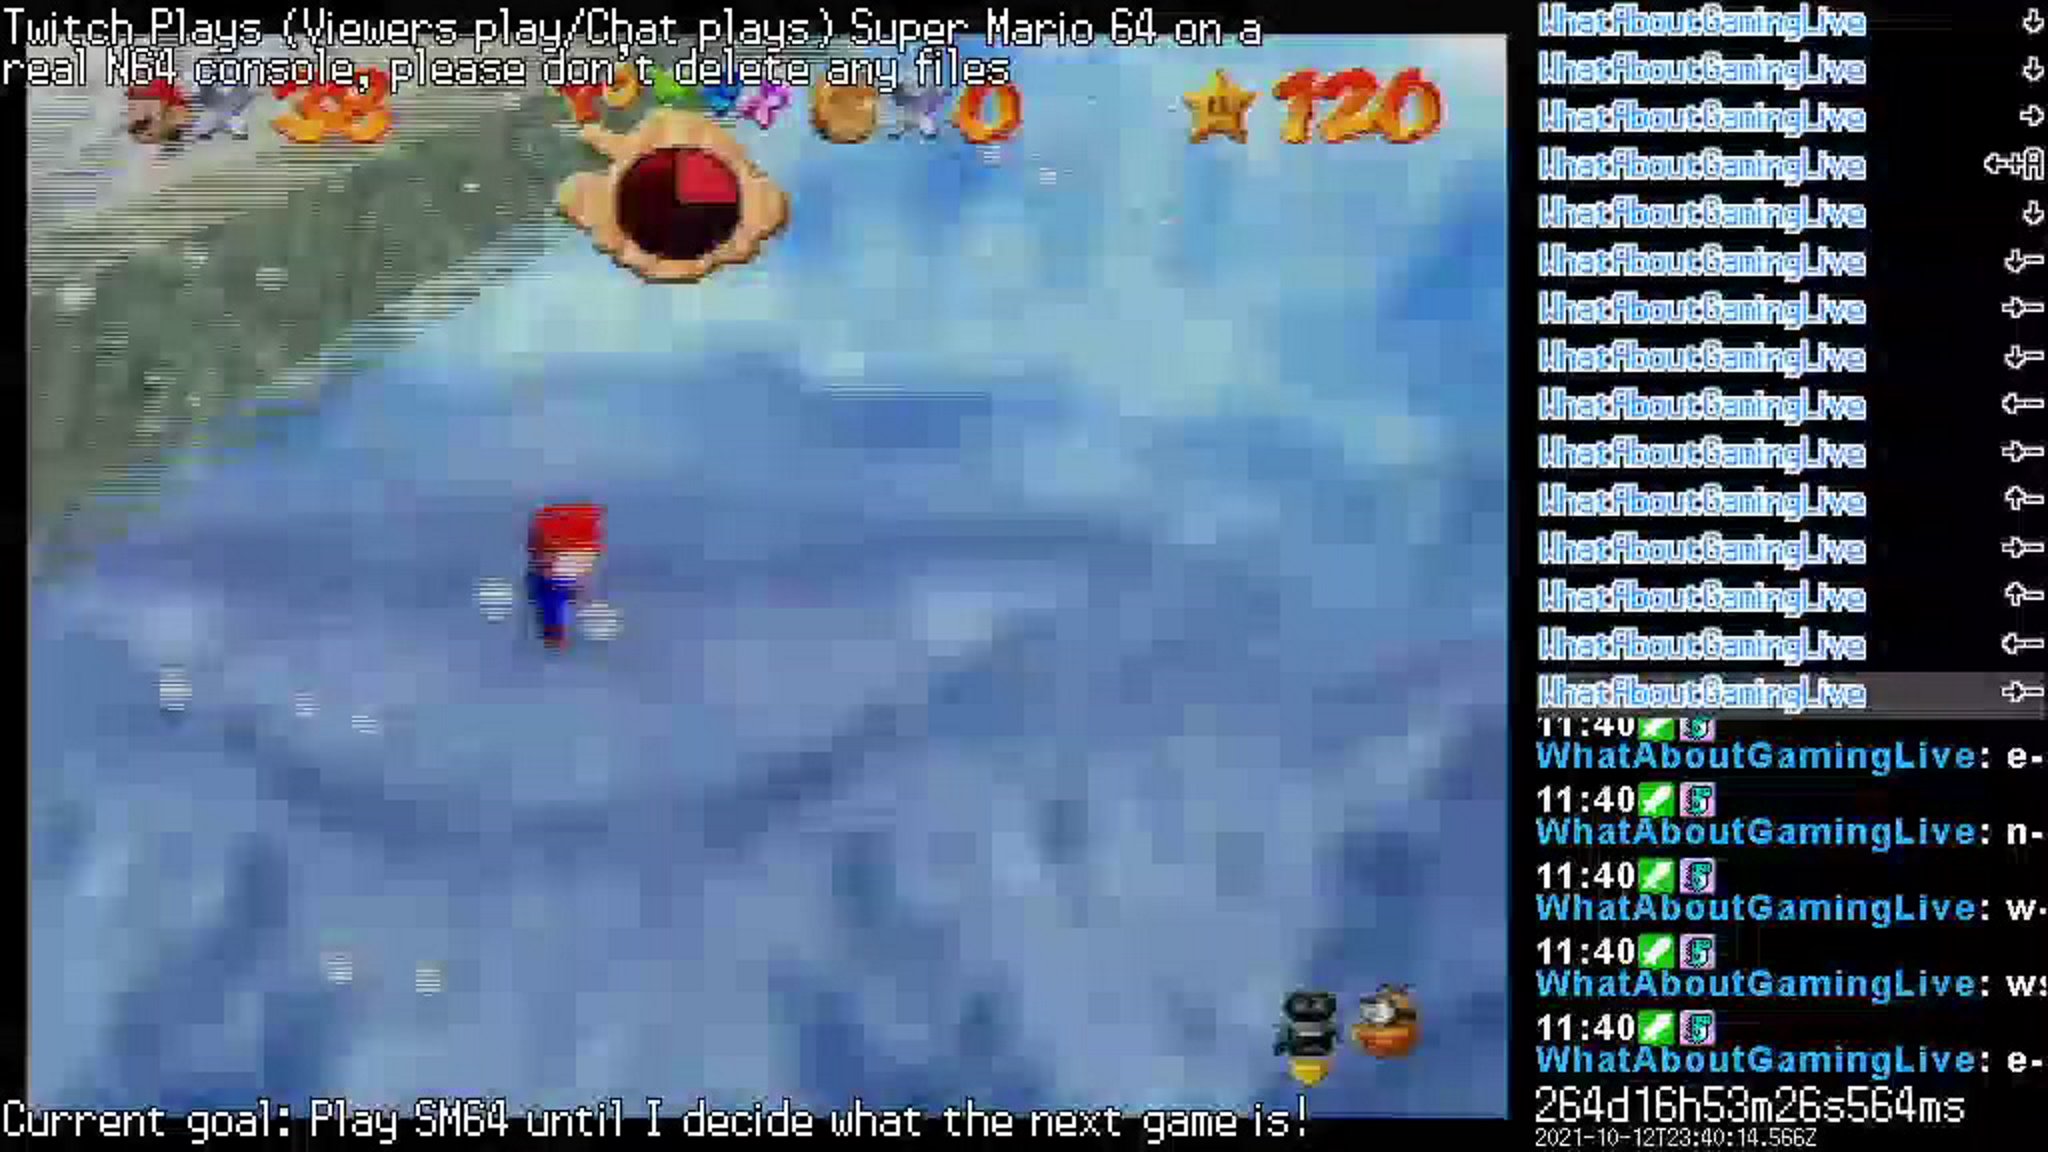 Twitch Plays (Viewers play/Chat plays) Super Mario 64 on a
real N64 console, please don't delete any files
120
0
WhatAboutGamingLive
WhatAboutGamingLive
WhatAboutGamingLive
WhatAboutGamingLive ←+A
WhatAboutGamingLive
WhatAboutGamingLive
WhatAboutGamingLive
WhatAboutGamingLive
WhatAboutGamingLive
WhatAboutGamingLive
WhatAboutGamingLive
WhatAboutGamingLive
WhatAboutGamingLive
WhatAboutGamingLive
WhatAboutGamingLive
11:40
WhatAboutGamingLive: e-
11:40
WhatAboutGamingLive: n-
11:40
WhatAboutGamingLive: w-
11:40
WhatAboutGamingLive: ws
11:40
WhatAboutGamingLive: e-
264d16h53m26s564ms
2021-10-12T23:40:14.566Z
Current goal: Play SM64 until I decide what the next game is!